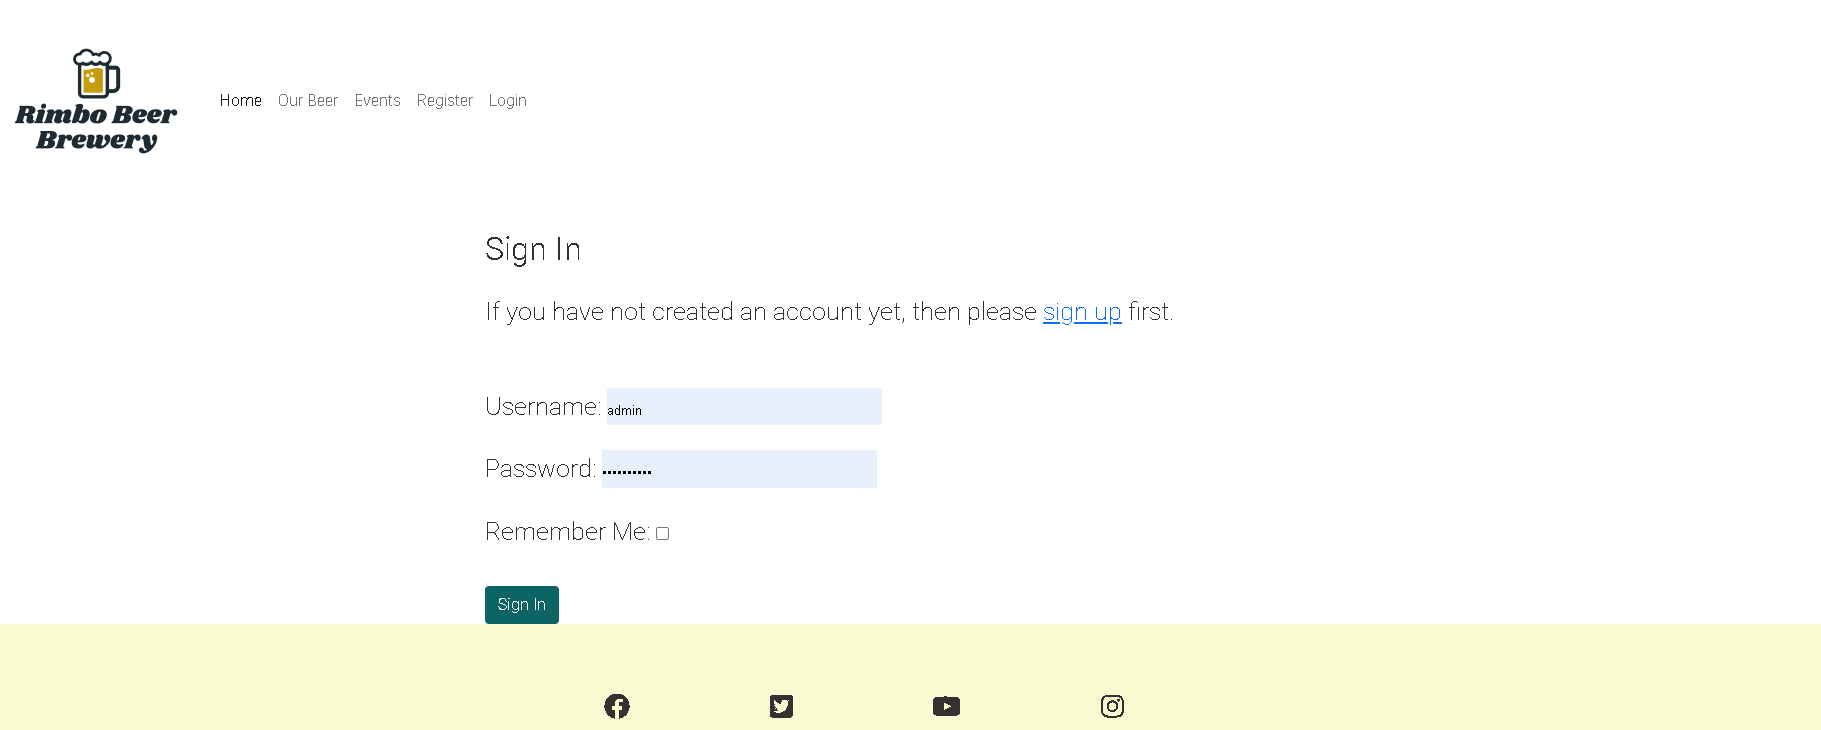 Rimbo Beer
Brewery
Home Our Beer Events Register Login
Sign In
If you have not created an account yet, then please sign up first.
Username: admin
Password: ••••••••••
Remember Me:
Sign In